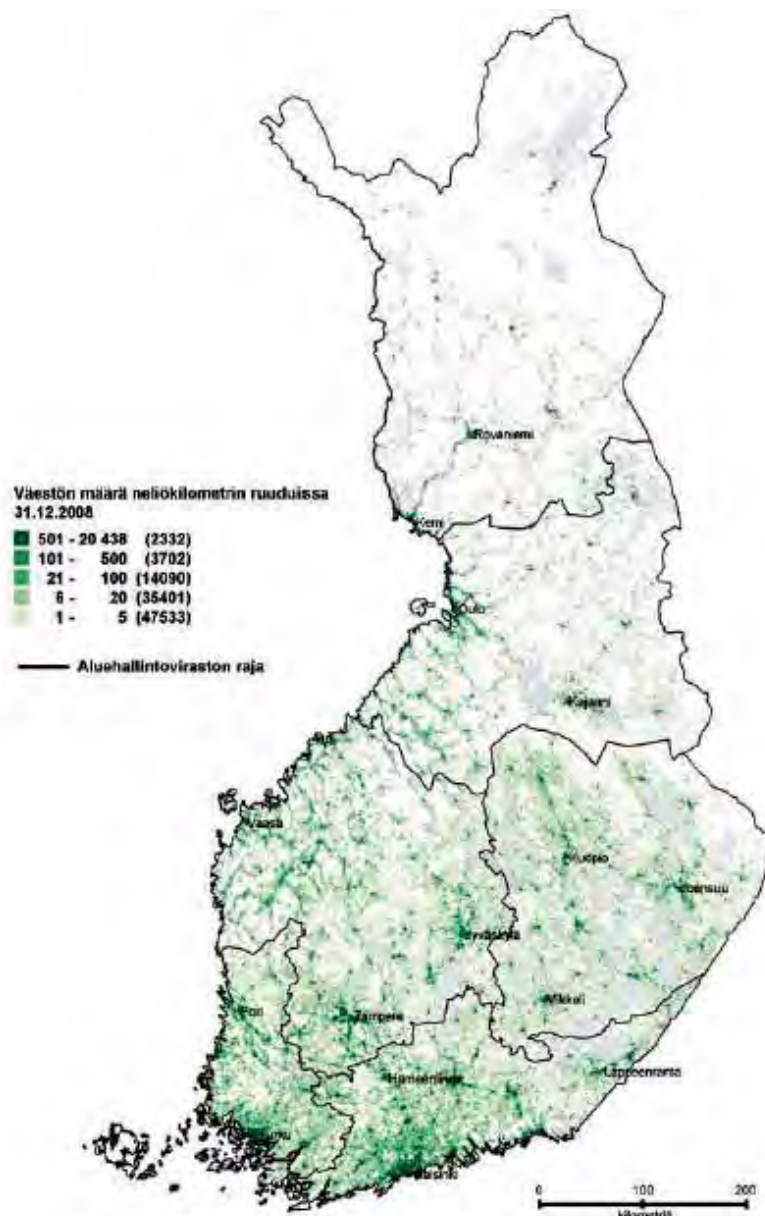 Rovaniemi
Väestön määrä neliökilometrin ruuduissa
31.12.2008
501 - 20 438 (2332)
101 - 500 (3702)
21 - 100 (14090)
6 - 20 (35401)
1 - 5 (47533)
Kemi
Oulu
Aluehallintoviraston raja
Kajaani
Vaasa
Kuopio
Joensuu
Jyväskylä
Mikkeli
Pori
Tampere
Lappeenranta
Hämeenlinna
Helsinki
0 100 200
kilometriä